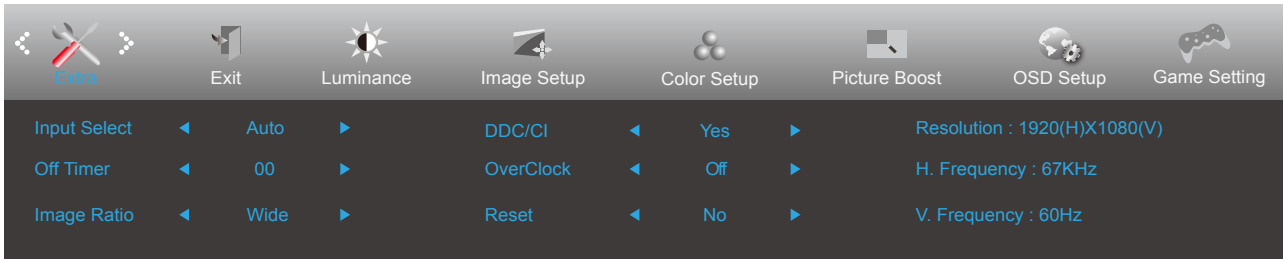 Extra Exit Luminance Image Setup Color Setup Picture Boost OSD Setup Game Setting
Input Select Auto DDC/CI Yes Resolution : 1920(H)X1080(V)
Off Timer 00 OverClock Off H. Frequency : 67KHz
Image Ratio Wide Reset No V. Frequency : 60Hz